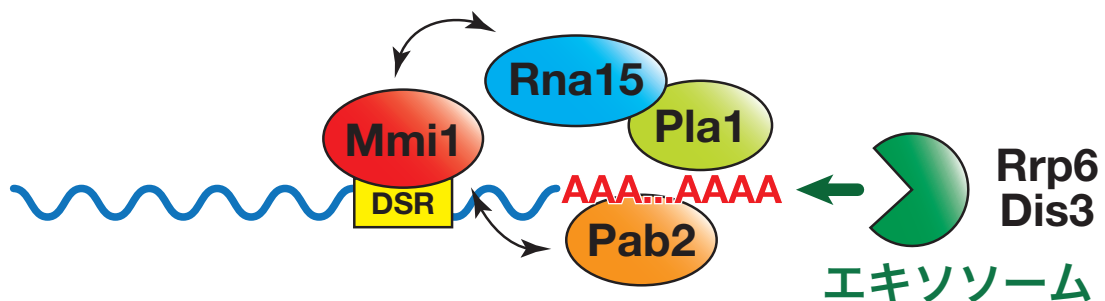 Rna15
Pla1
Mmi1
DSR
AAA...AAAA
Pab2
Rrp6
Dis3
エキソソーム